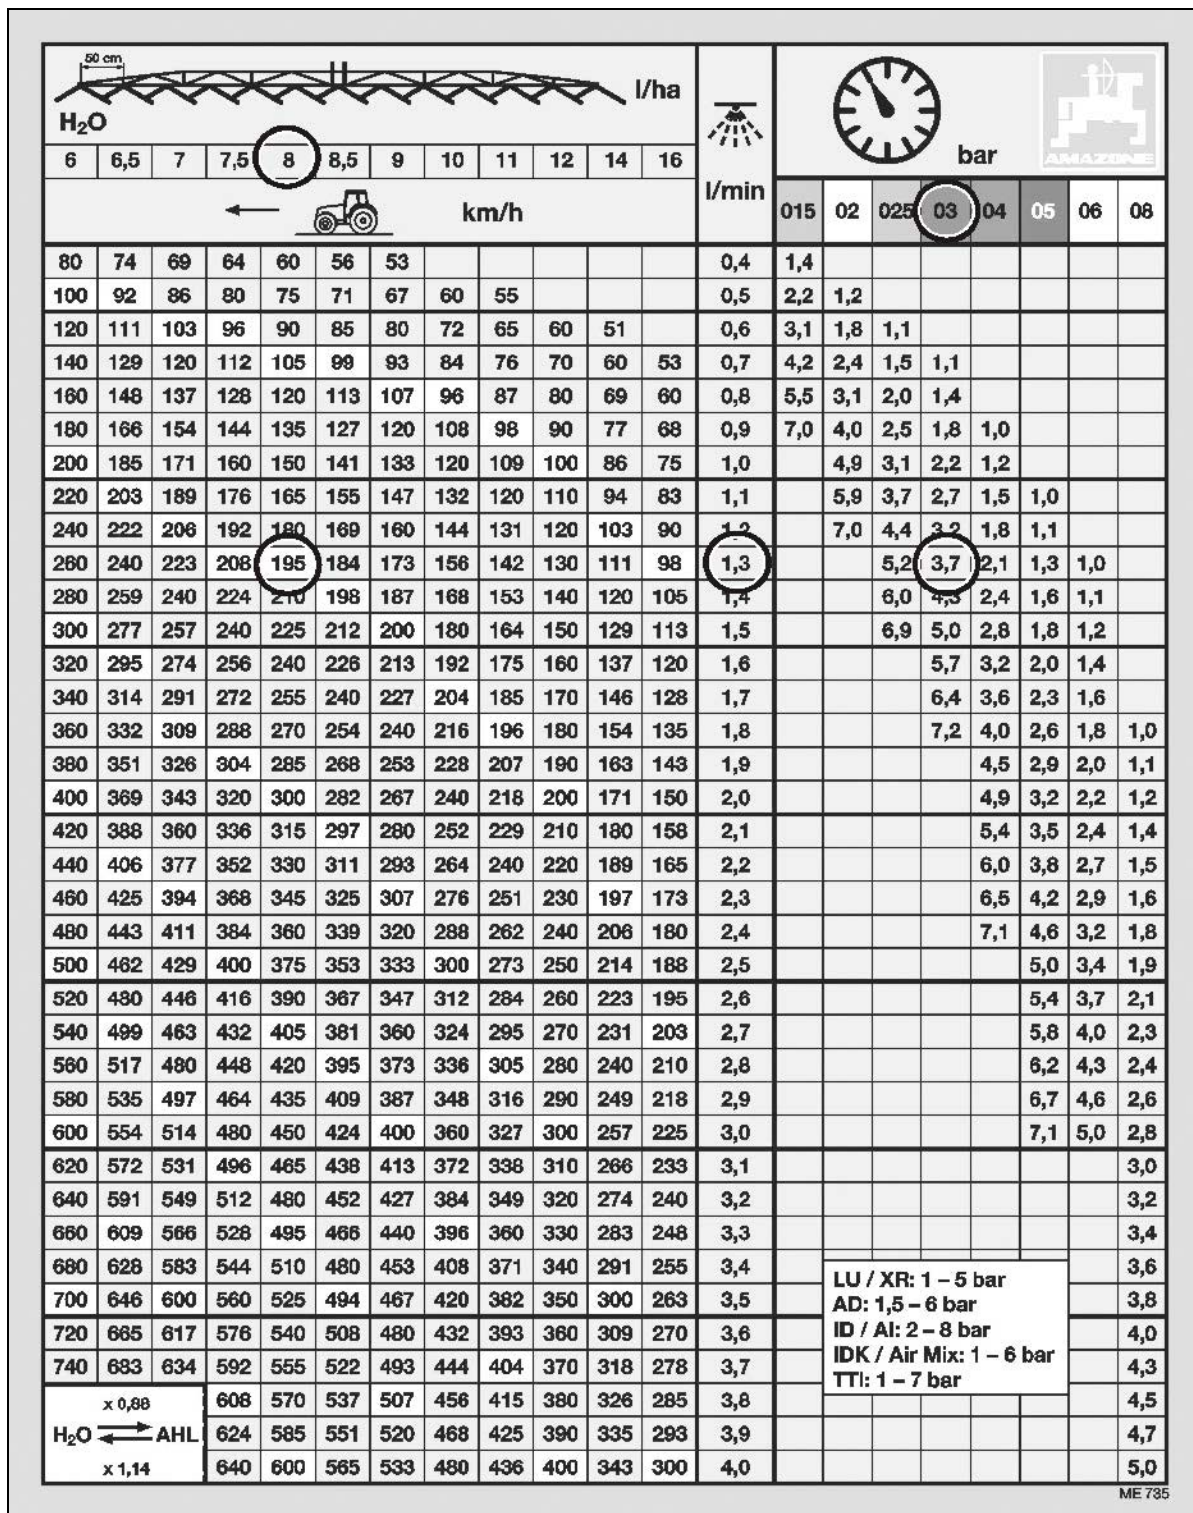 50 cm
l/ha
H₂O
bar
AMAZONE
6 6,5 7 7,5 8 8,5 9 10 11 12 14 16
km/h
l/min
015 02 025 03 04 05 06 08
80 74 69 64 60 56 53 0,4 1,4
100 92 86 80 75 71 67 60 55 0,5 2,2 1,2
120 111 103 96 90 85 80 72 65 60 51 0,6 3,1 1,8 1,1
140 129 120 112 105 99 93 84 76 70 60 53 0,7 4,2 2,4 1,5 1,1
160 148 137 128 120 113 107 96 87 80 69 60 0,8 5,5 3,1 2,0 1,4
180 166 154 144 135 127 120 108 98 90 77 68 0,9 7,0 4,0 2,5 1,8 1,0
200 185 171 160 150 141 133 120 109 100 86 75 1,0 4,9 3,1 2,2 1,2
220 203 189 176 165 155 147 132 120 110 94 83 1,1 5,9 3,7 2,7 1,5 1,0
240 222 206 192 180 169 160 144 131 120 103 90 1,2 7,0 4,4 3,2 1,8 1,1
260 240 223 208 195 184 173 156 142 130 111 98 1,3 5,2 3,7 2,1 1,3 1,0
280 259 240 224 210 198 187 168 153 140 120 105 1,4 6,0 4,3 2,4 1,6 1,1
300 277 257 240 225 212 200 180 164 150 129 113 1,5 6,9 5,0 2,8 1,8 1,2
320 295 274 256 240 226 213 192 175 160 137 120 1,6 5,7 3,2 2,0 1,4
340 314 291 272 255 240 227 204 185 170 146 128 1,7 6,4 3,6 2,3 1,6
360 332 309 288 270 254 240 216 196 180 154 135 1,8 7,2 4,0 2,6 1,8 1,0
380 351 326 304 285 268 253 228 207 190 163 143 1,9 4,5 2,9 2,0 1,1
400 369 343 320 300 282 267 240 218 200 171 150 2,0 4,9 3,2 2,2 1,2
420 388 360 336 315 297 280 252 229 210 180 158 2,1 5,4 3,5 2,4 1,4
440 406 377 352 330 311 293 264 240 220 189 165 2,2 6,0 3,8 2,7 1,5
460 425 394 368 345 325 307 276 251 230 197 173 2,3 6,5 4,2 2,9 1,6
480 443 411 384 360 339 320 288 262 240 206 180 2,4 7,1 4,6 3,2 1,8
500 462 429 400 375 353 333 300 273 250 214 188 2,5 5,0 3,4 1,9
520 480 446 416 390 367 347 312 284 260 223 195 2,6 5,4 3,7 2,1
540 499 463 432 405 381 360 324 295 270 231 203 2,7 5,8 4,0 2,3
560 517 480 448 420 395 373 336 305 280 240 210 2,8 6,2 4,3 2,4
580 535 497 464 435 409 387 348 316 290 249 218 2,9 6,7 4,6 2,6
600 554 514 480 450 424 400 360 327 300 257 225 3,0 7,1 5,0 2,8
620 572 531 496 465 438 413 372 338 310 266 233 3,1 3,0
640 591 549 512 480 452 427 384 349 320 274 240 3,2 3,2
660 609 566 528 495 466 440 396 360 330 283 248 3,3 3,4
680 628 583 544 510 480 453 408 371 340 291 255 3,4 3,6
700 646 600 560 525 494 467 420 382 350 300 263 3,5 3,8
720 665 617 576 540 508 480 432 393 360 309 270 3,6 4,0
740 683 634 592 555 522 493 444 404 370 318 278 3,7 4,3
608 570 537 507 456 415 380 326 285 3,8 4,5
624 585 551 520 468 425 390 335 293 3,9 4,7
640 600 565 533 480 436 400 343 300 4,0 5,0
LU / XR: 1 – 5 bar
AD: 1,5 – 6 bar
ID / AI: 2 – 8 bar
IDK / Air Mix: 1 – 6 bar
TTI: 1 – 7 bar
x 0,88
H₂O AHL
x 1,14
ME 735